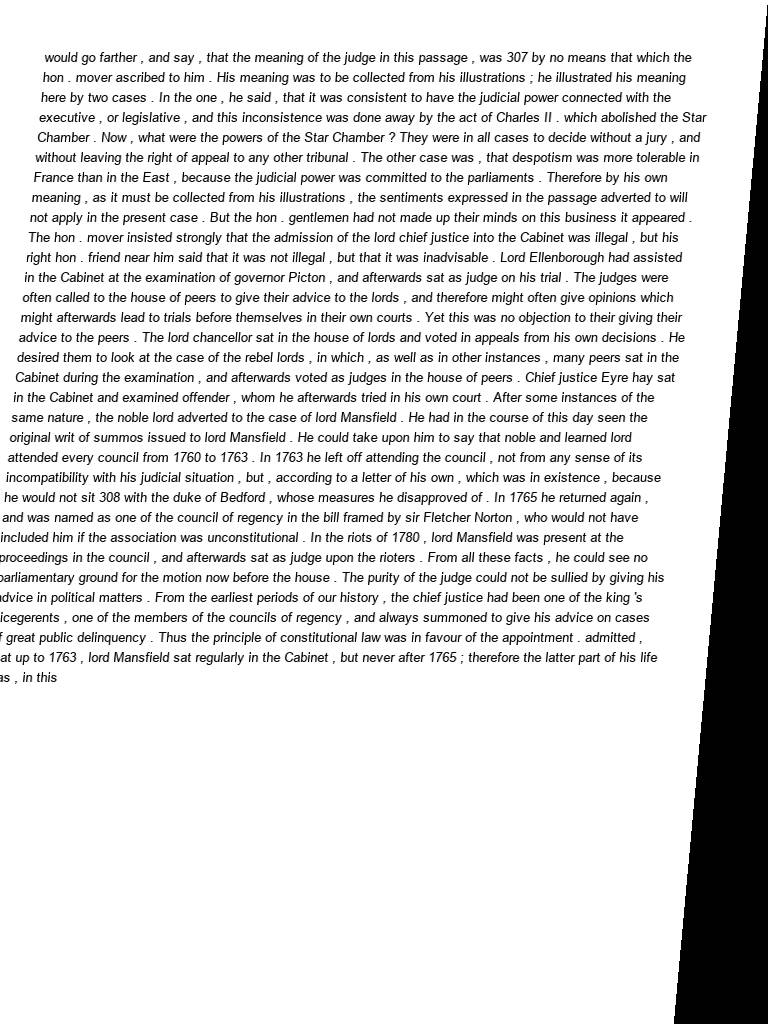 would go farther , and say , that the meaning of the judge in this passage , was 307 by no means that which the
hon . mover ascribed to him . His meaning was to be collected from his illustrations ; he illustrated his meaning
here by two cases . In the one , he said , that it was consistent to have the judicial power connected with the
executive , or legislative , and this inconsistence was done away by the act of Charles II . which abolished the Star
Chamber . Now , what were the powers of the Star Chamber ? They were in all cases to decide without a jury , and
without leaving the right of appeal to any other tribunal . The other case was , that despotism was more tolerable in
France than in the East , because the judicial power was committed to the parliaments . Therefore by his own
meaning , as it must be collected from his illustrations , the sentiments expressed in the passage adverted to will
not apply in the present case . But the hon . gentlemen had not made up their minds on this business it appeared .
The hon . mover insisted strongly that the admission of the lord chief justice into the Cabinet was illegal , but his
right hon . friend near him said that it was not illegal , but that it was inadvisable . Lord Ellenborough had assisted
in the Cabinet at the examination of governor Picton , and afterwards sat as judge on his trial . The judges were
often called to the house of peers to give their advice to the lords , and therefore might often give opinions which
might afterwards lead to trials before themselves in their own courts . Yet this was no objection to their giving their
advice to the peers . The lord chancellor sat in the house of lords and voted in appeals from his own decisions . He
desired them to look at the case of the rebel lords , in which , as well as in other instances , many peers sat in the
Cabinet during the examination , and afterwards voted as judges in the house of peers . Chief justice Eyre hay sat
in the Cabinet and examined offender , whom he afterwards tried in his own court . After some instances of the
same nature , the noble lord adverted to the case of lord Mansfield . He had in the course of this day seen the
original writ of summos issued to lord Mansfield . He could take upon him to say that noble and learned lord
attended every council from 1760 to 1763 . In 1763 he left off attending the council , not from any sense of its
incompatibility with his judicial situation , but , according to a letter of his own , which was in existence , because
he would not sit 308 with the duke of Bedford , whose measures he disapproved of . In 1765 he returned again ,
and was named as one of the council of regency in the bill framed by sir Fletcher Norton , who would not have
included him if the association was unconstitutional . In the riots of 1780 , lord Mansfield was present at the
proceedings in the council , and afterwards sat as judge upon the rioters . From all these facts , he could see no
parliamentary ground for the motion now before the house . The purity of the judge could not be sullied by giving his
advice in political matters . From the earliest periods of our history , the chief justice had been one of the king 's
icegerents , one of the members of the councils of regency , and always summoned to give his advice on cases
f great public delinquency . Thus the principle of constitutional law was in favour of the appointment . admitted ,
at up to 1763 , lord Mansfield sat regularly in the Cabinet , but never after 1765 ; therefore the latter part of his life
as , in this